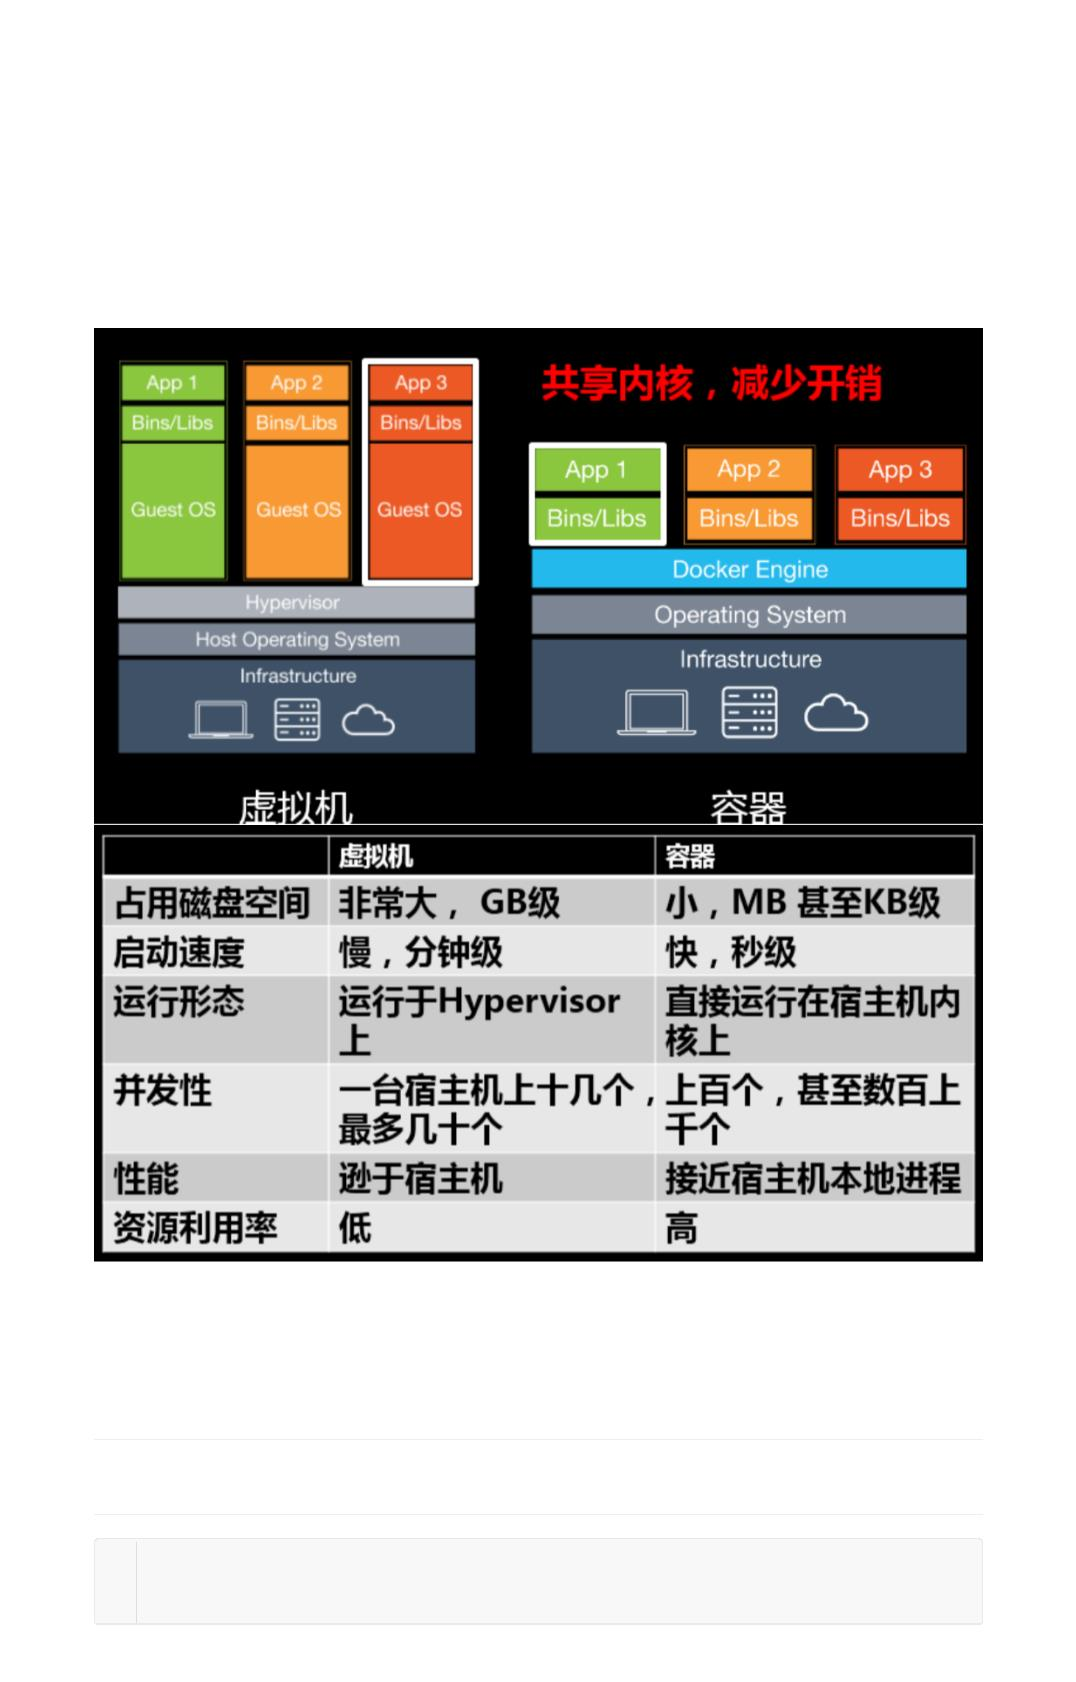 App 1
App 2
App 3
Bins/Libs
Bins/Libs
Bins/Libs
Guest OS
Guest OS
Guest OS
Hypervisor
Host Operating System
Infrastructure
虚拟机
共享内核，减少开销
App 1
App 2
App 3
Bins/Libs
Bins/Libs
Bins/Libs
Docker Engine
Operating System
Infrastructure
容器
虚拟机 容器
占用磁盘空间 非常大， GB级 小，MB 甚至KB级
启动速度 慢，分钟级 快，秒级
运行形态 运行于Hypervisor
上
直接运行在宿主机内
核上
并发性 一台宿主机上十几个，
最多几十个
上百个，甚至数百上
千个
性能 逊于宿主机 接近宿主机本地进程
资源利用率 低 高